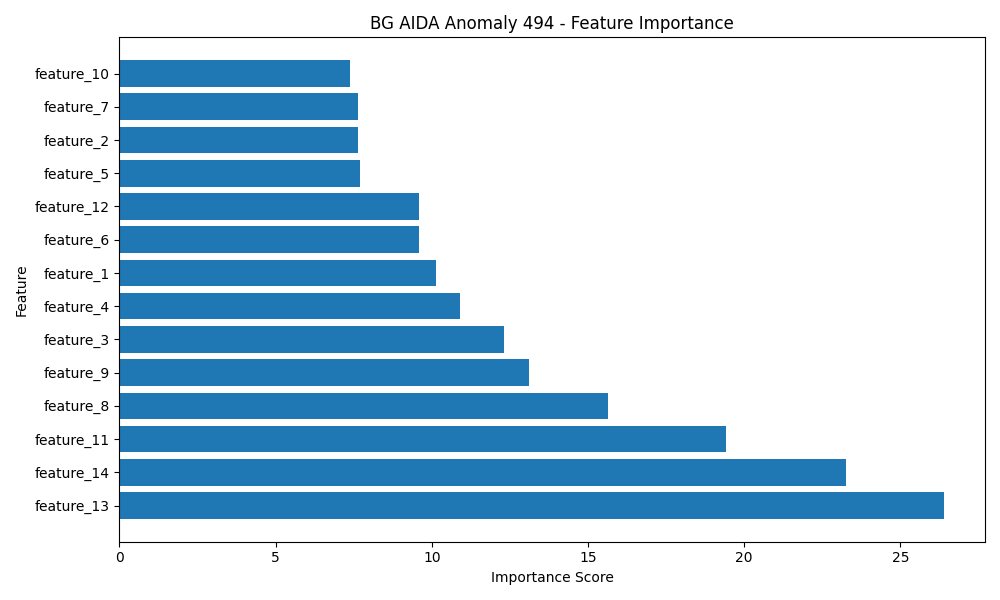 BG AIDA Anomaly 494 - Feature Importance
feature_10
feature_7
feature_2
feature_5
feature_12
feature_6
feature_1
feature_4
feature_3
feature_9
feature_8
feature_11
feature_14
feature_13
Feature
0 5 10 15 20 25
Importance Score